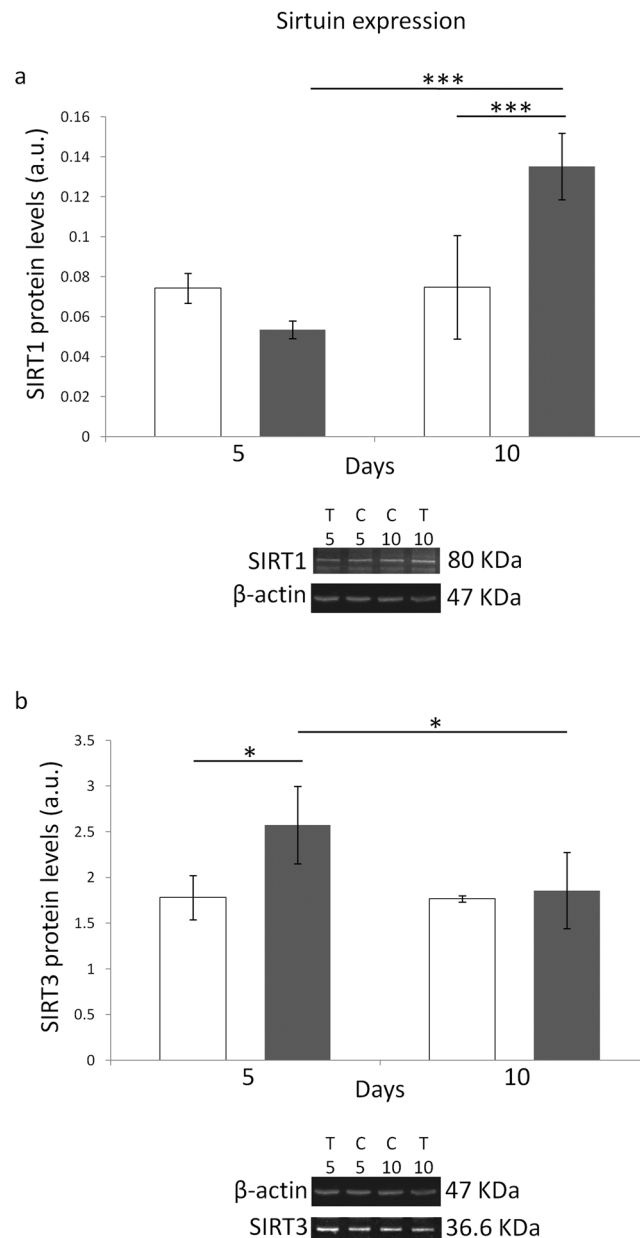 Sirtuin expression
a
***
***
SIRT1 protein levels (a.u.)
0.16
0.14
0.12
0.1
0.08
0.06
0.04
0.02
0
5
10
Days
T C C T
5 5 10 10
SIRT1 80 KDa
β-actin 47 KDa
b
*
*
SIRT3 protein levels (a.u.)
3.5
3
2.5
2
1.5
1
0.5
0
5
10
Days
T C C T
5 5 10 10
β-actin 47 KDa
SIRT3 36.6 KDa